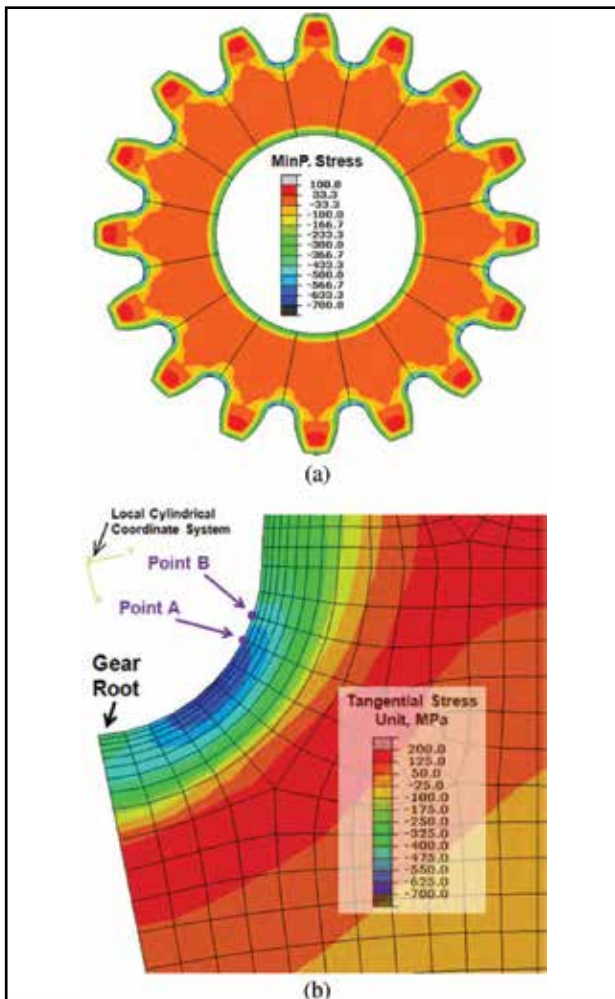 MinP. Stress
100.0
33.3
-33.3
-100.0
-166.7
-233.3
-300.0
-366.7
-433.3
-500.0
-566.7
-633.3
-700.0
(a)
Local Cylindrical
Coordinate System
Point B
Point A
Gear
Root
Tangential Stress
Unit, MPa
200.0
125.0
50.0
-25.0
-100.0
-175.0
-250.0
-325.0
-400.0
-475.0
-550.0
-625.0
-700.0
(b)